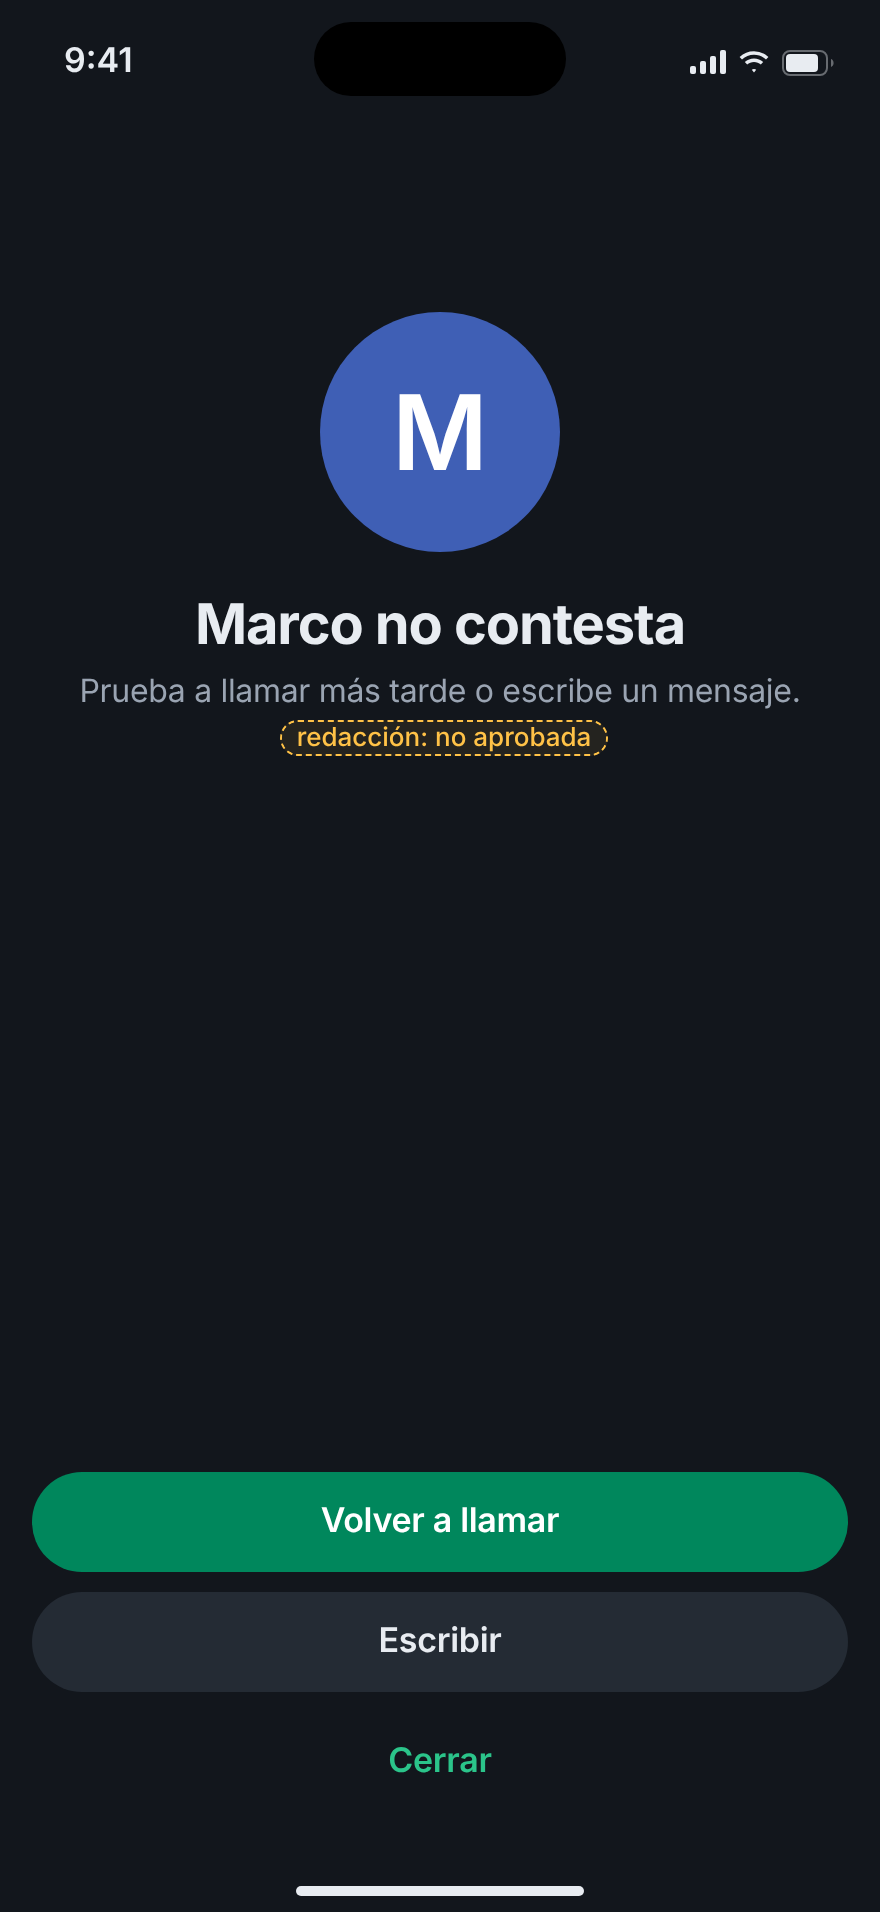 9:41
M
Marco no contesta
Prueba a llamar más tarde o escribe un mensaje.
redacción: no aprobada
Volver a llamar
Escribir
Cerrar